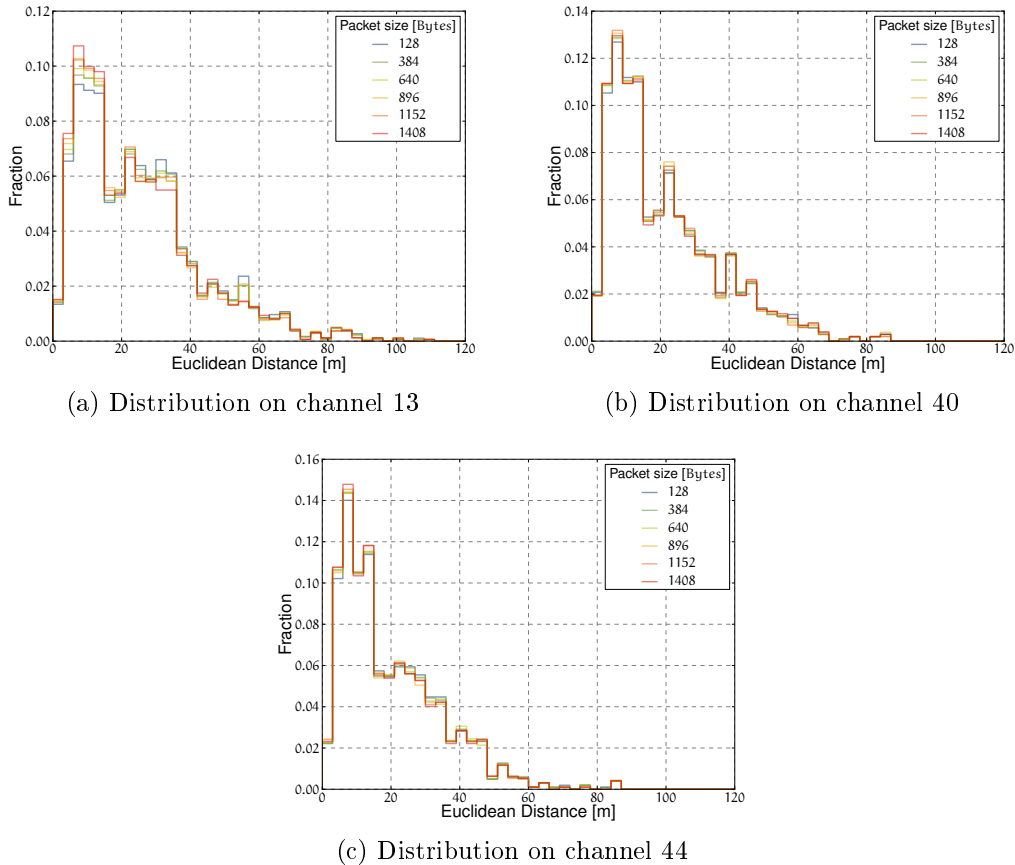 0.12
0.10
0.08
0.06
0.04
0.02
0.00
Fraction
0 20 40 60 80 100 120
Euclidean Distance [m]
Packet size [Bytes]
128
384
640
896
1152
1408
(a) Distribution on channel 13
0.14
0.12
0.10
0.08
0.06
0.04
0.02
0.00
Fraction
0 20 40 60 80 100 120
Euclidean Distance [m]
Packet size [Bytes]
128
384
640
896
1152
1408
(b) Distribution on channel 40
0.16
0.14
0.12
0.10
0.08
0.06
0.04
0.02
0.00
Fraction
0 20 40 60 80 100 120
Euclidean Distance [m]
Packet size [Bytes]
128
384
640
896
1152
1408
(c) Distribution on channel 44